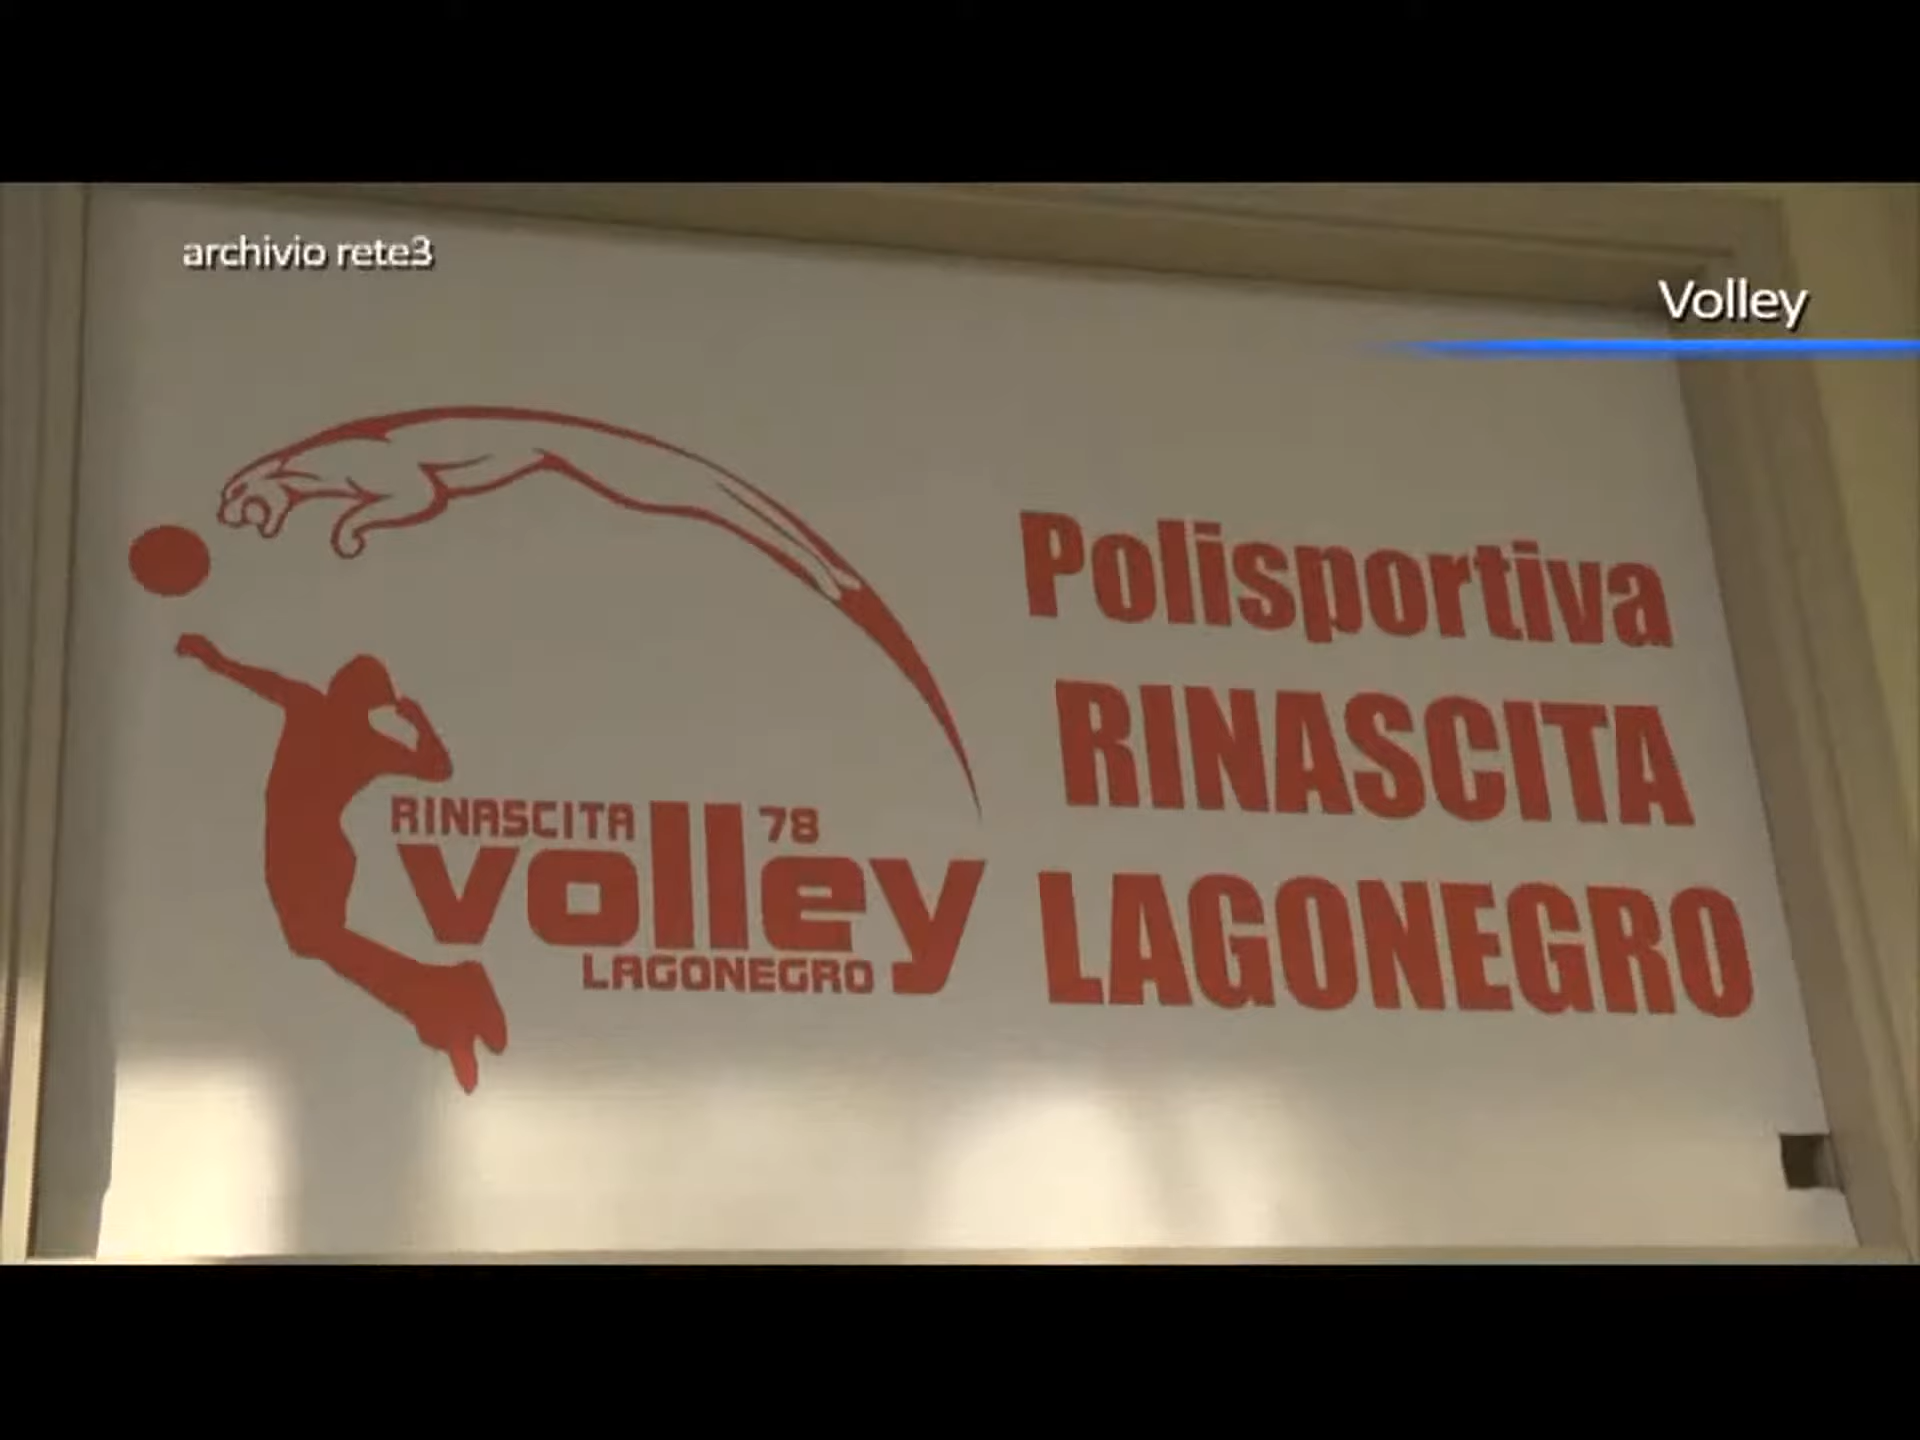 archivio rete3
Volley
Polisportiva
RINASCITA
LAGONEGRO
RINASCITA 78
volley
LAGONEGRO